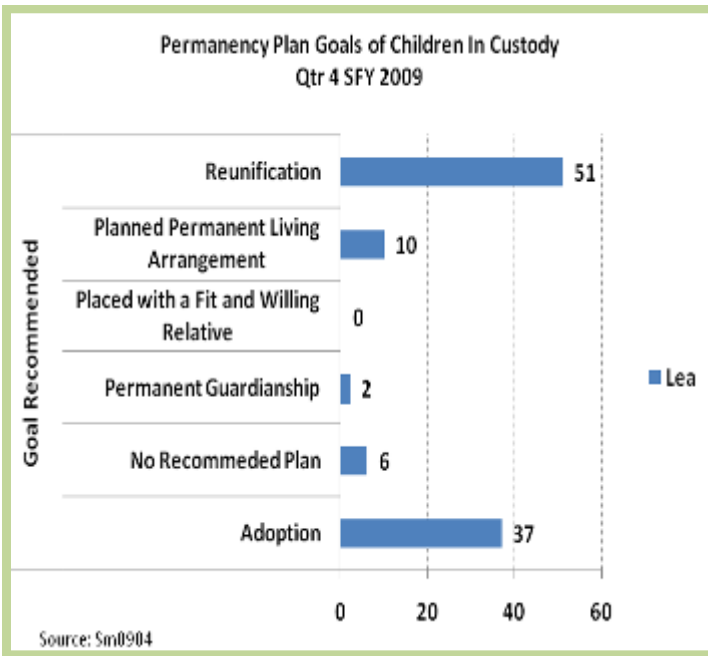 Permanency Plan Goals of Children In Custody
Qtr 4 SFY 2009
Goal Recommended
Reunification
51
Planned Permanent Living
Arrangement
10
Placed with a Fit and Willing
Relative
0
Permanent Guardianship
2
No Recommeded Plan
6
Adoption
37
Lea
0 20 40 60
Source: Sm0904